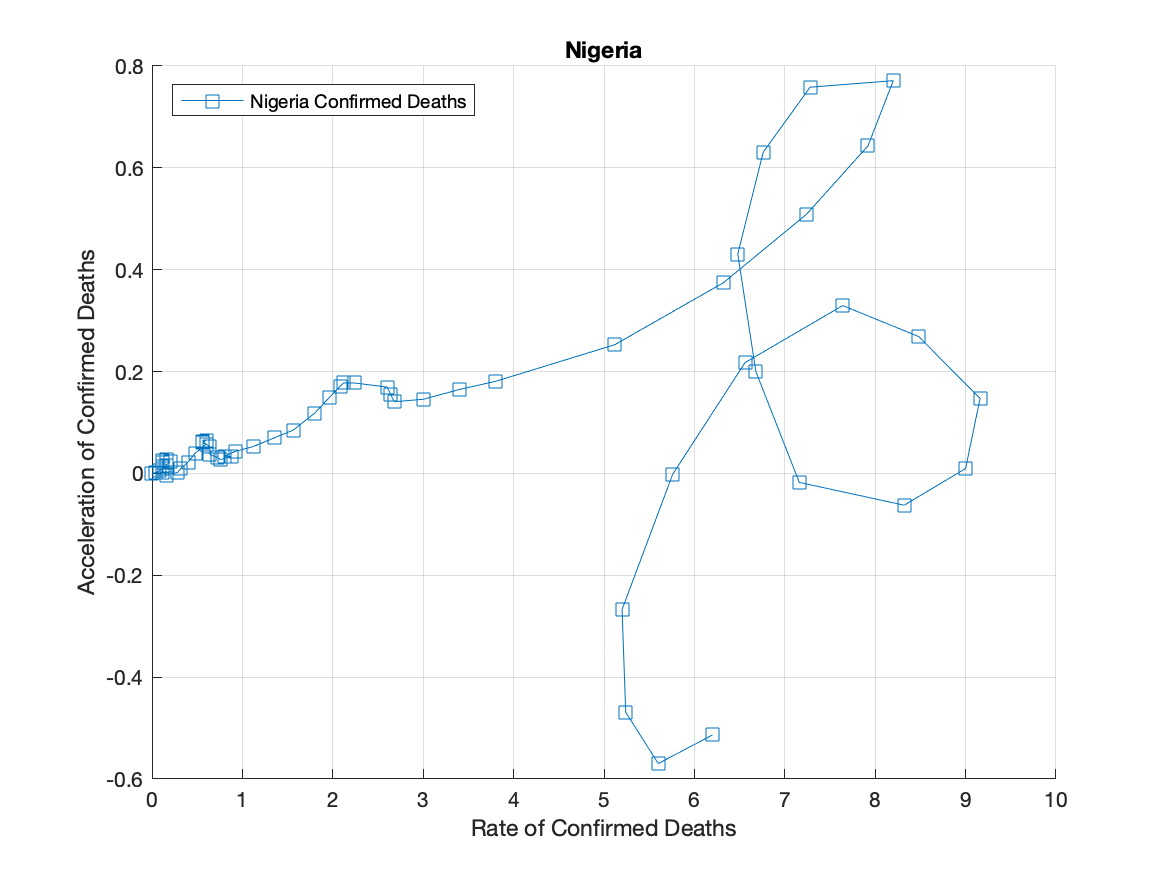 Nigeria
Nigeria Confirmed Deaths
0.8
0.6
0.4
0.2
0
-0.2
-0.4
-0.6
0 1 2 3 4 5 6 7 8 9 10
Rate of Confirmed Deaths
Acceleration of Confirmed Deaths